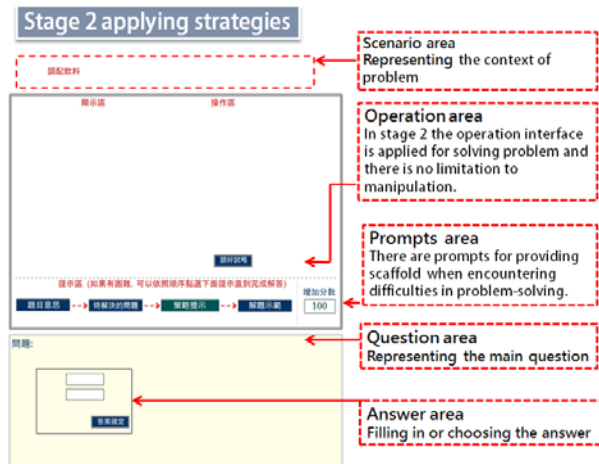 Stage 2 applying strategies
Scenario area
Representing the context of
problem
調配飲料
顯示區
操作區
Operation area
In stage 2 the operation interface
is applied for solving problem and
there is no limitation to
manipulation.
調好試喝
Prompts area
There are prompts for providing
scaffold when encountering
difficulties in problem-solving.
提示區 (如果有困難, 可以依照順序點選下面提示直到完成解答)
增加分數
題目意思
待解決的問題
策略提示
解題示範
100
Question area
Representing the main question
問題:
答案確定
Answer area
Filling in or choosing the answer